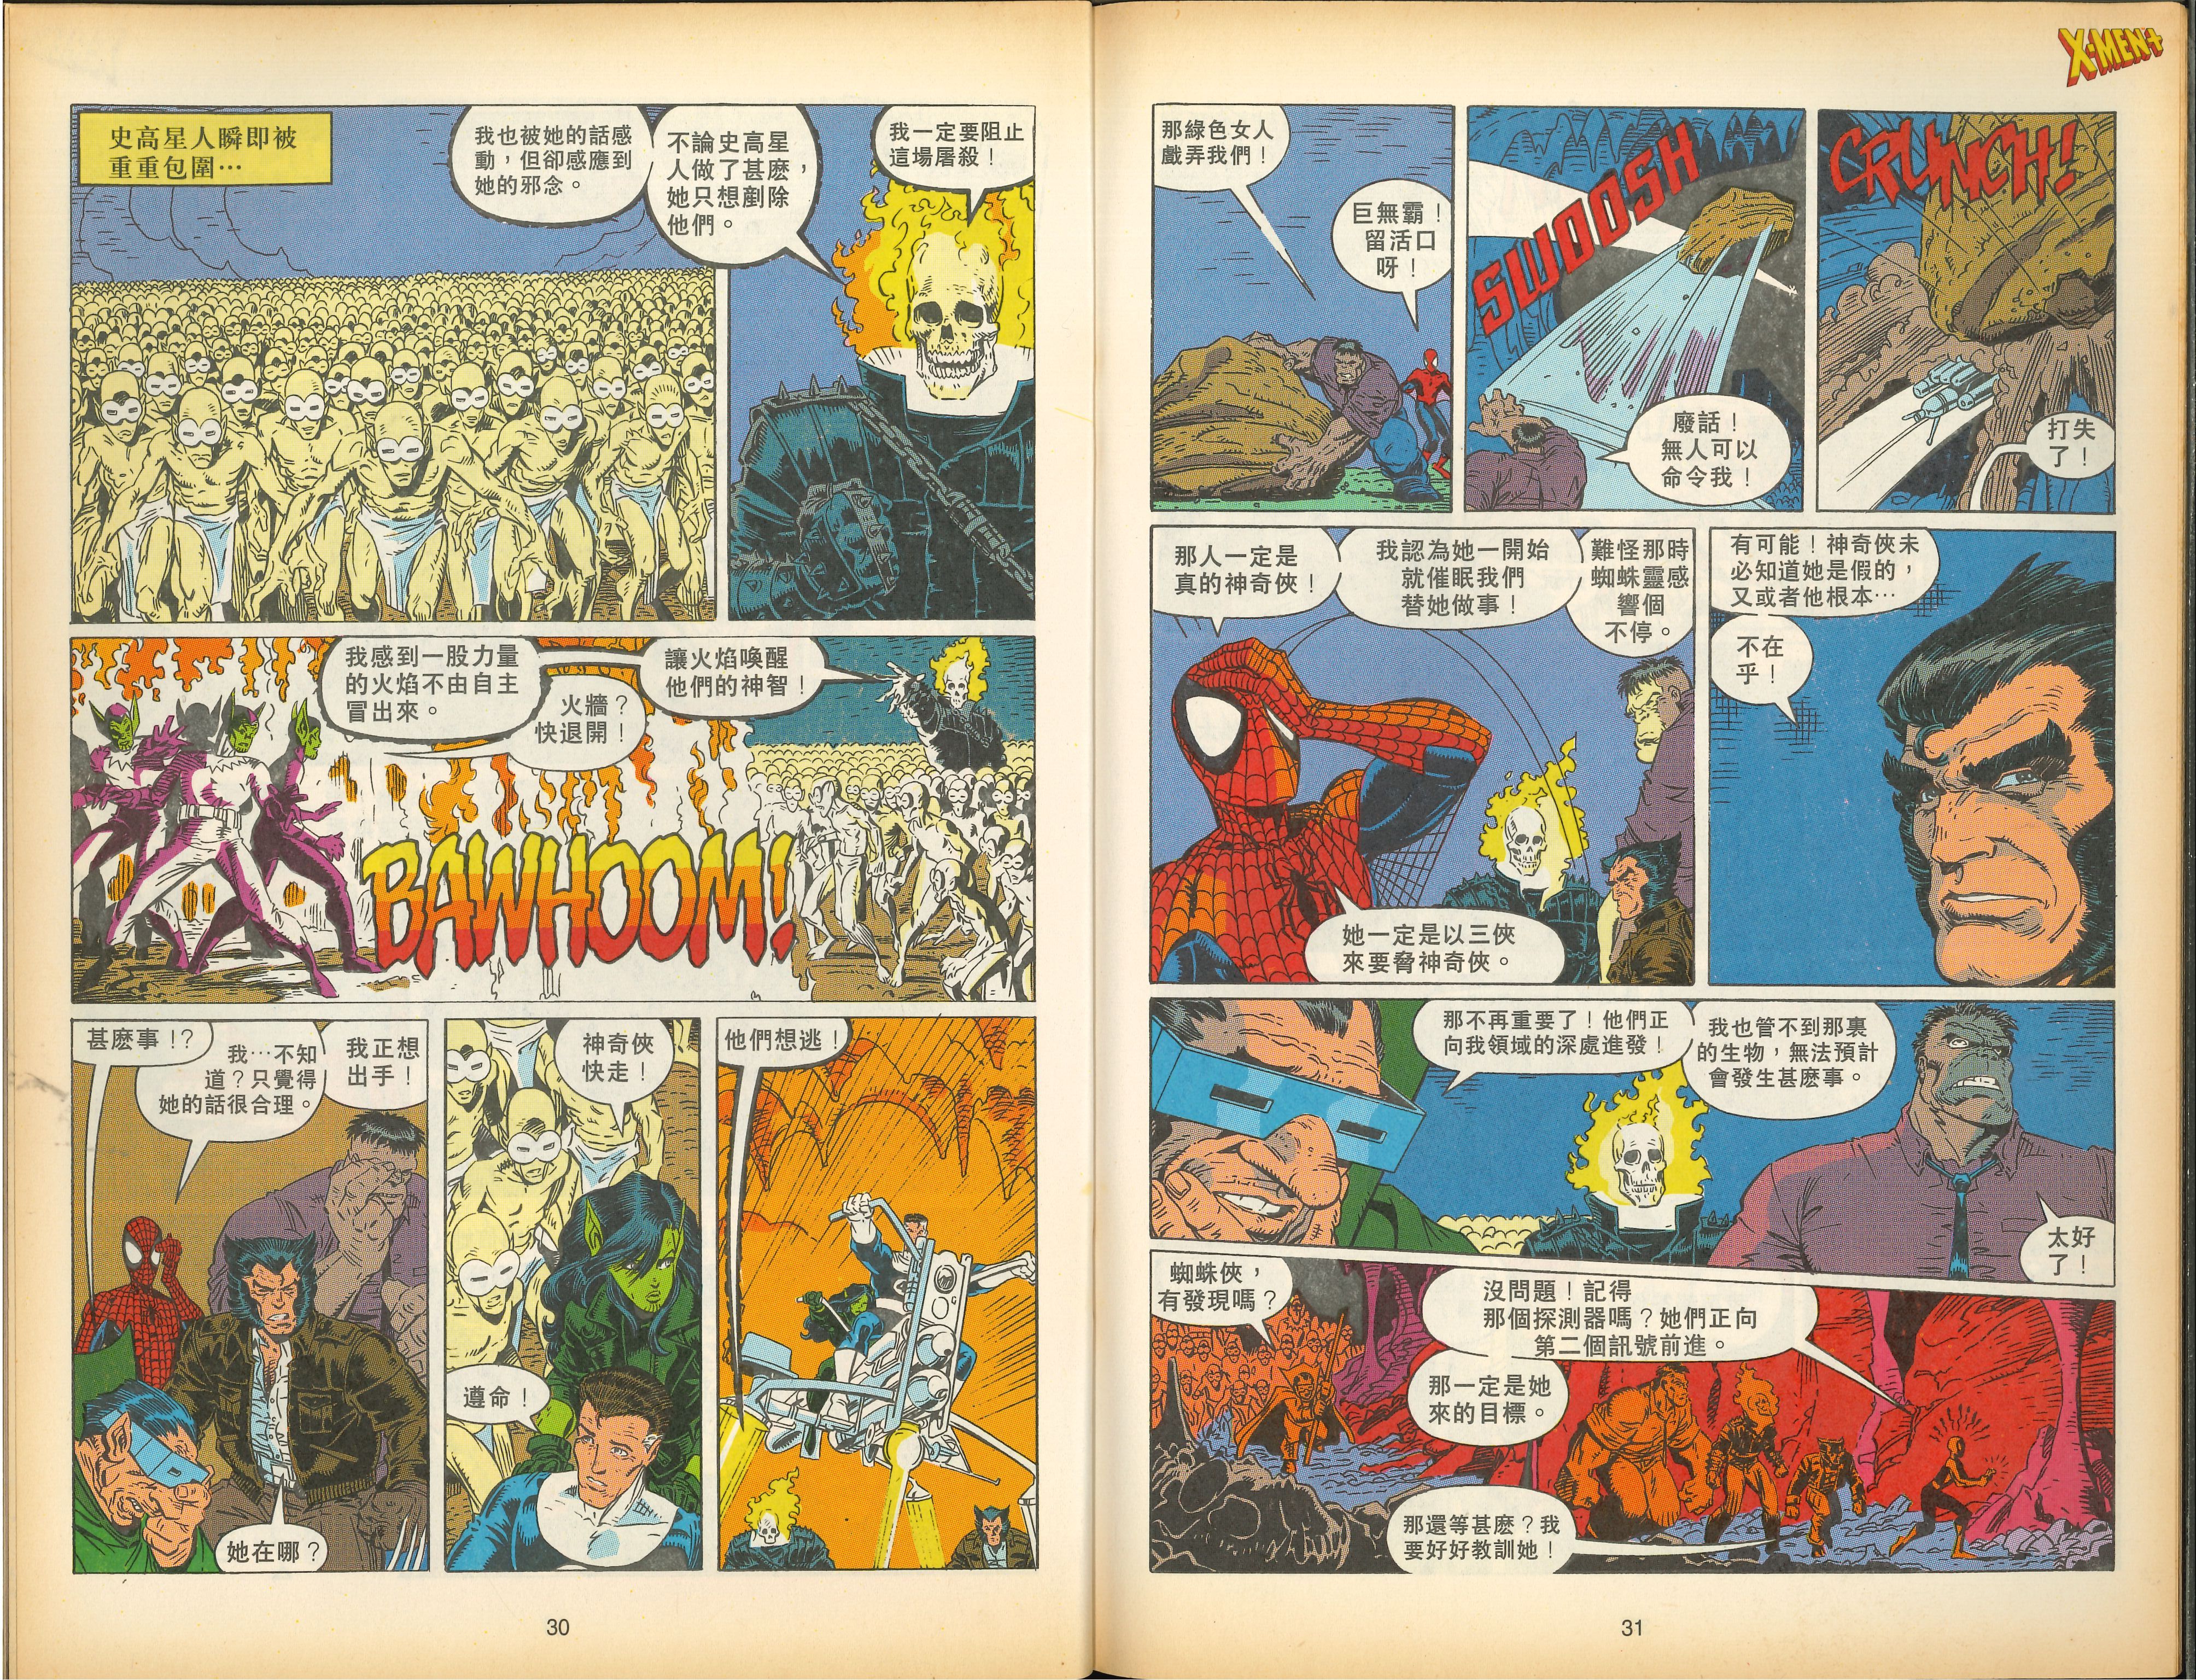 X-MEN+
史高星人瞬即被
重重包圍…
我也被她的話感
動，但卻感應到
她的邪念。
不論史高星
人做了甚麼，
她只想剷除
他們。
我一定要阻止
這場屠殺！
我感到一股力量
的火焰不由自主
冒出來。
火牆？
快退開！
讓火焰喚醒
他們的神智！
BAWHOOM!
甚麼事！？
我…不知
道？只覺得
她的話很合理。
我正想
出手！
她在哪？
神奇俠
快走！
遵命！
他們想逃！
30
那綠色女人
戲弄我們！
巨無霸！
留活口
呀！
SWOOSH
廢話！
無人可以
命令我！
CRUNCH!
打失
了！
那人一定是
真的神奇俠！
我認為她一開始
就催眠我們
替她做事！
難怪那時
蜘蛛靈感
響個
不停。
她一定是以三俠
來要脅神奇俠。
有可能！神奇俠未
必知道她是假的，
又或者他根本…
不在
乎！
那不再重要了！他們正
向我領域的深處進發！
我也管不到那裏
的生物，無法預計
會發生甚麼事。
太好
了！
蜘蛛俠，
有發現嗎？
沒問題！記得
那個探測器嗎？她們正向
第二個訊號前進。
那一定是她
來的目標。
那還等甚麼？我
要好好教訓她！
31